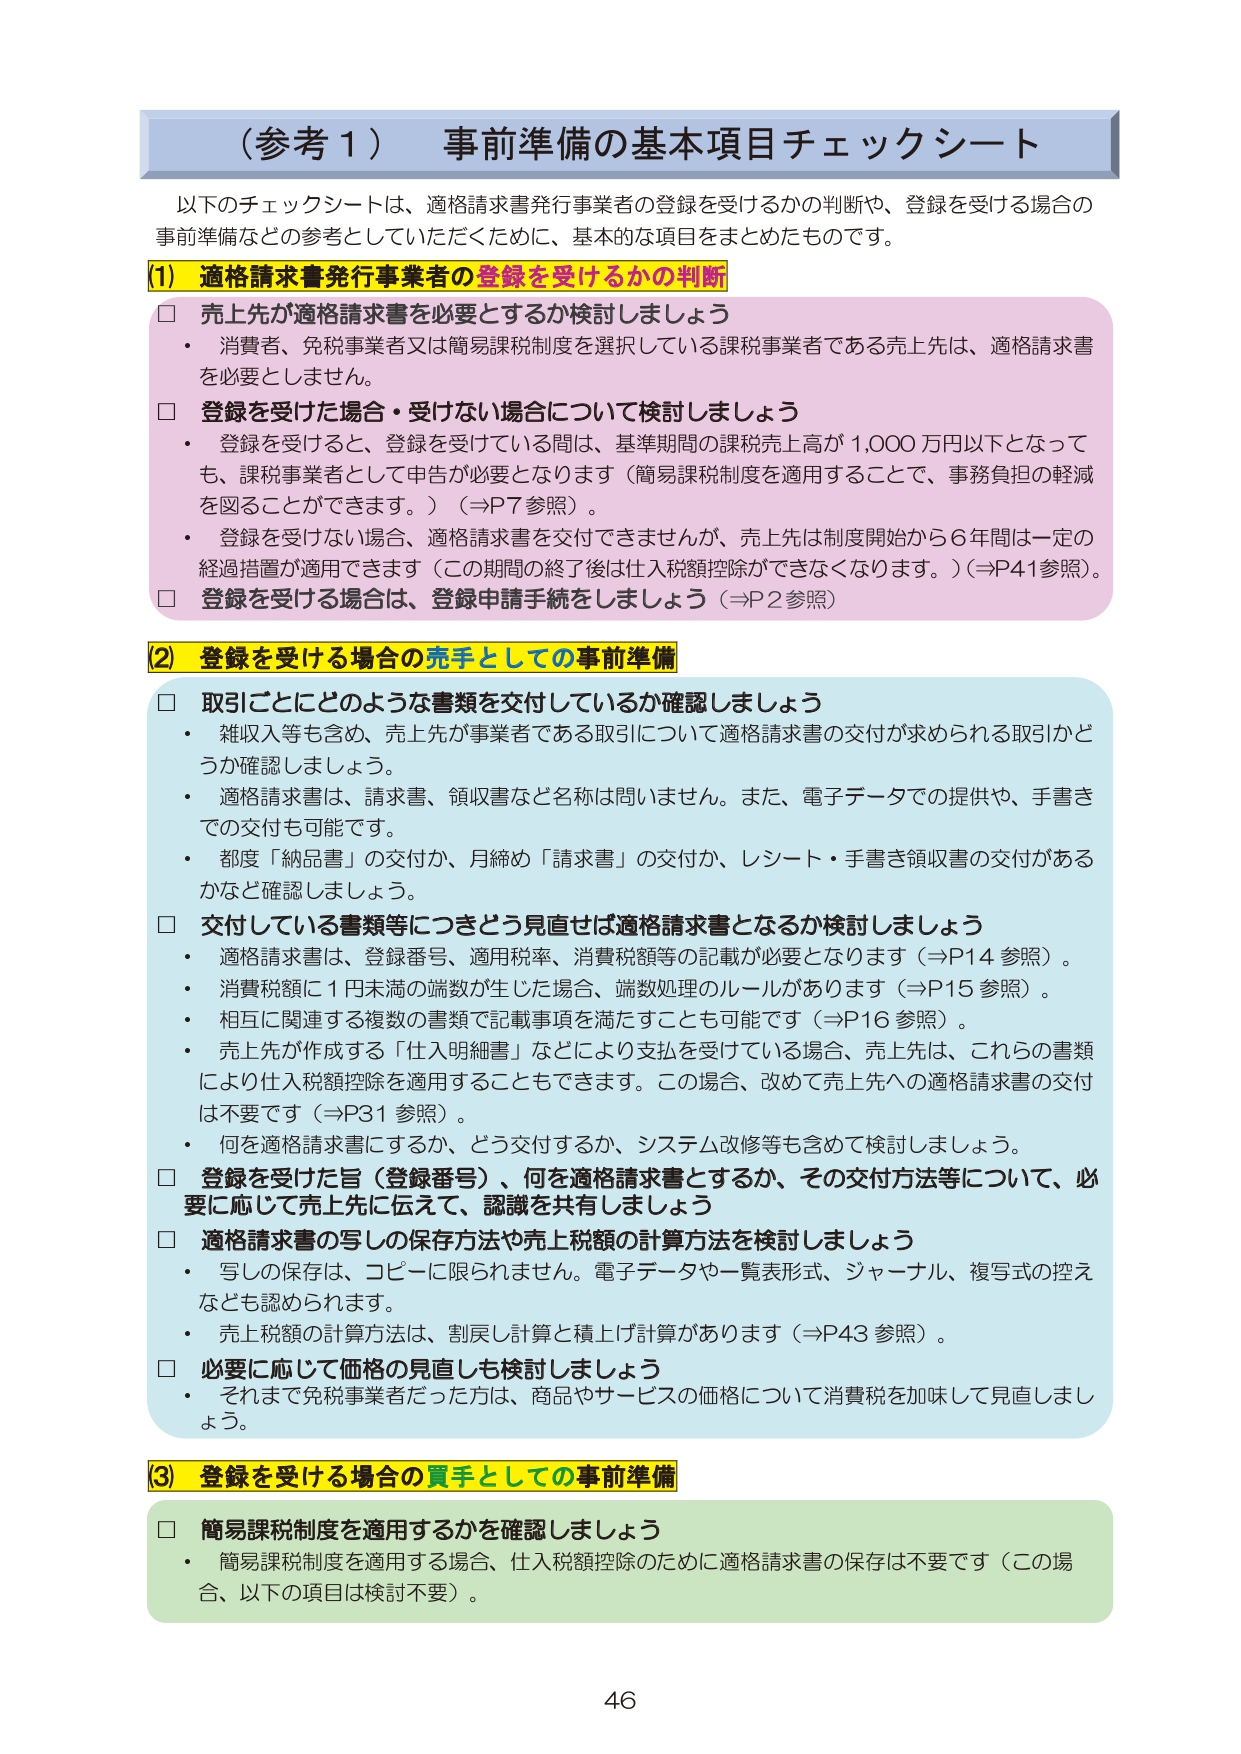 （参考１）　事前準備の基本項目チェックシート
以下のチェックシートは、適格請求書発行事業者の登録を受けるかの判断や、登録を受ける場合の
事前準備などの参考としていただくために、基本的な項目をまとめたものです。
⑴　適格請求書発行事業者の登録を受けるかの判断
□　売上先が適格請求書を必要とするか検討しましょう
・　消費者、免税事業者又は簡易課税制度を選択している課税事業者である売上先は、適格請求書
を必要としません。
□　登録を受けた場合・受けない場合について検討しましょう
・　登録を受けると、登録を受けている間は、基準期間の課税売上高が 1,000 万円以下となって
も、課税事業者として申告が必要となります（簡易課税制度を適用することで、事務負担の軽減
を図ることができます。）（⇒P７参照）。
・　登録を受けない場合、適格請求書を交付できませんが、売上先は制度開始から６年間は一定の
経過措置が適用できます（この期間の終了後は仕入税額控除ができなくなります。）（⇒P41参照）。
□　登録を受ける場合は、登録申請手続をしましょう（⇒P２参照）
⑵　登録を受ける場合の売手としての事前準備
□　取引ごとにどのような書類を交付しているか確認しましょう
・　雑収入等も含め、売上先が事業者である取引について適格請求書の交付が求められる取引かど
うか確認しましょう。
・　適格請求書は、請求書、領収書など名称は問いません。また、電子データでの提供や、手書き
での交付も可能です。
・　都度「納品書」の交付か、月締め「請求書」の交付か、レシート・手書き領収書の交付がある
かなど確認しましょう。
□　交付している書類等につきどう見直せば適格請求書となるか検討しましょう
・　適格請求書は、登録番号、適用税率、消費税額等の記載が必要となります（⇒P14 参照）。
・　消費税額に１円未満の端数が生じた場合、端数処理のルールがあります（⇒P15 参照）。
・　相互に関連する複数の書類で記載事項を満たすことも可能です（⇒P16 参照）。
・　売上先が作成する「仕入明細書」などにより支払を受けている場合、売上先は、これらの書類
により仕入税額控除を適用することもできます。この場合、改めて売上先への適格請求書の交付
は不要です（⇒P31 参照）。
・　何を適格請求書にするか、どう交付するか、システム改修等も含めて検討しましょう。
□　登録を受けた旨（登録番号）、何を適格請求書とするか、その交付方法等について、必
要に応じて売上先に伝えて、認識を共有しましょう
□　適格請求書の写しの保存方法や売上税額の計算方法を検討しましょう
・　写しの保存は、コピーに限られません。電子データや一覧表形式、ジャーナル、複写式の控え
なども認められます。
・　売上税額の計算方法は、割戻し計算と積上げ計算があります（⇒P43 参照）。
□　必要に応じて価格の見直しも検討しましょう
・　それまで免税事業者だった方は、商品やサービスの価格について消費税を加味して見直しまし
ょう。
⑶　登録を受ける場合の買手としての事前準備
□　簡易課税制度を適用するかを確認しましょう
・　簡易課税制度を適用する場合、仕入税額控除のために適格請求書の保存は不要です（この場
合、以下の項目は検討不要）。
46